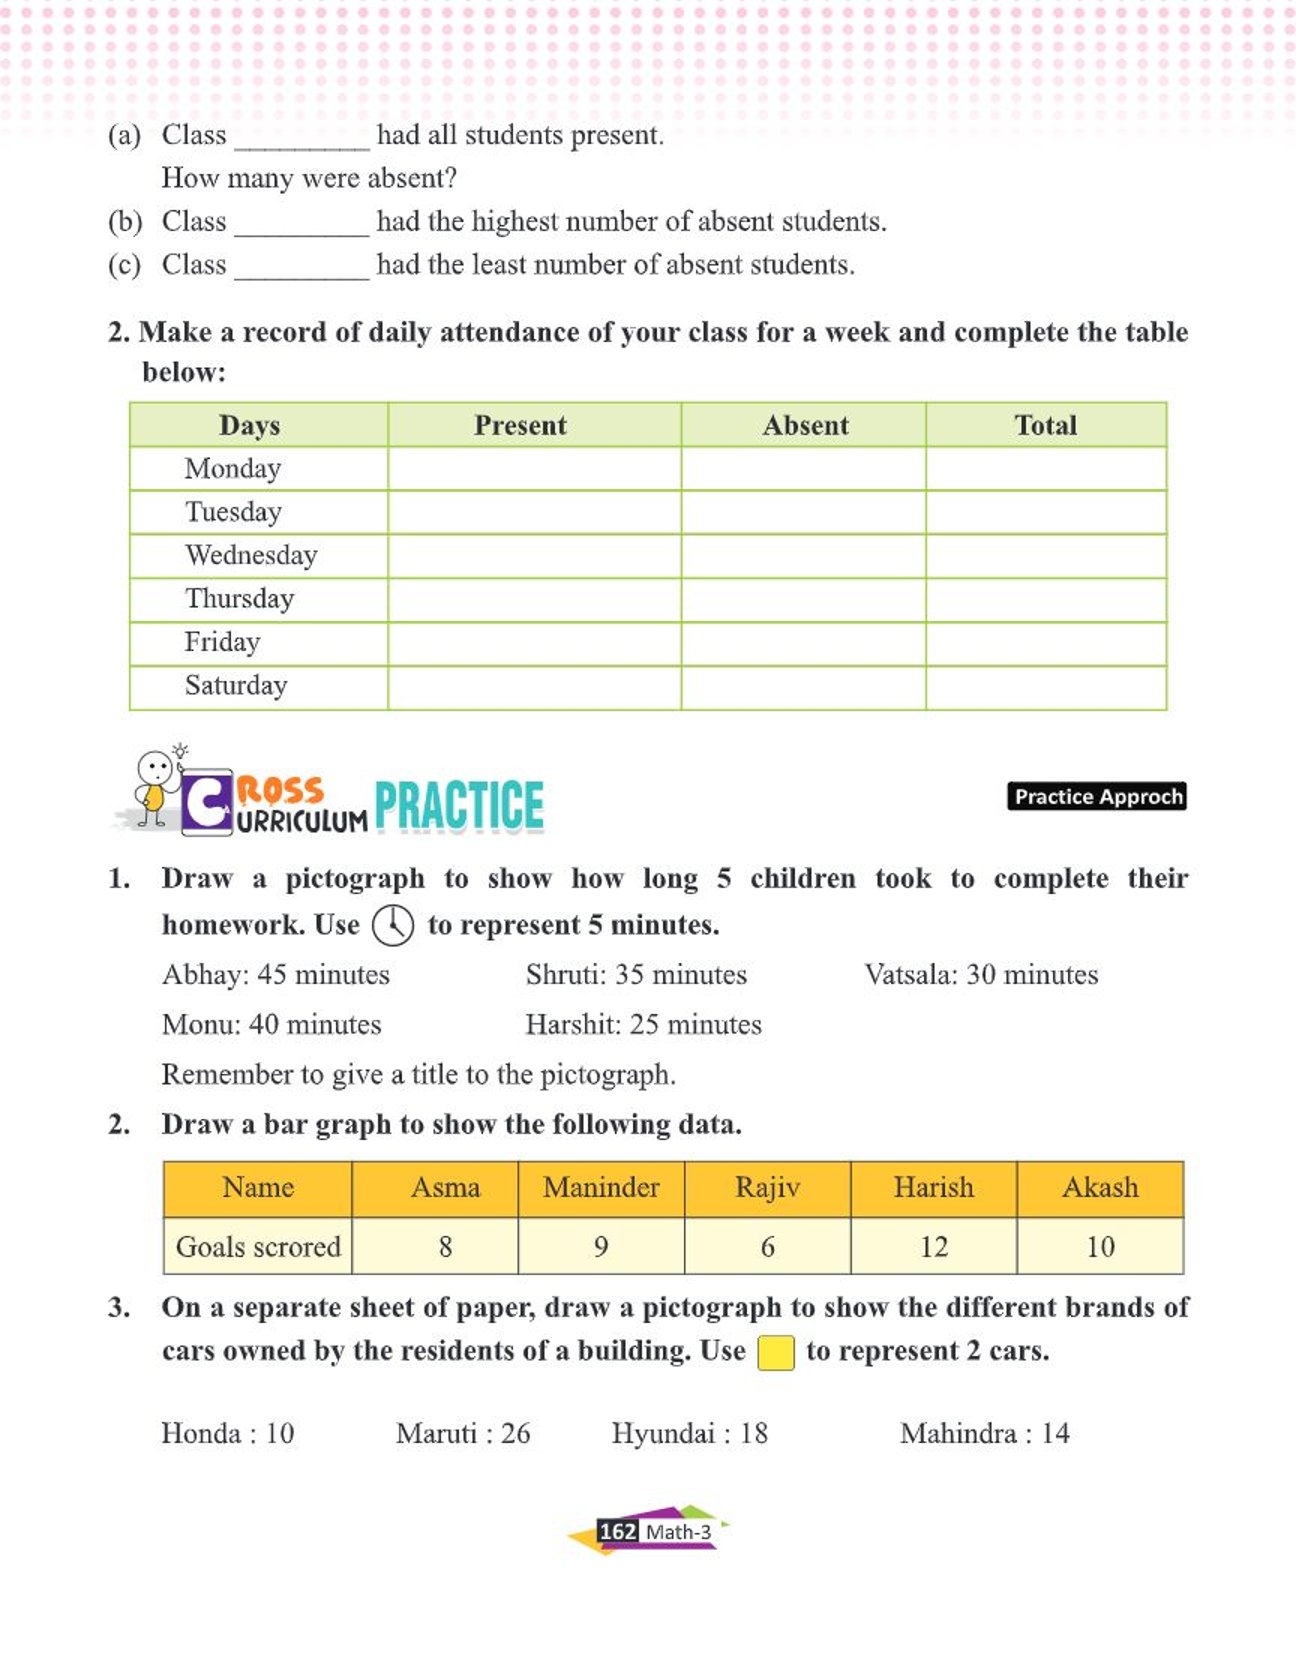 (a) Class _________ had all students present.
How many were absent?
(b) Class _________ had the highest number of absent students.
(c) Class _________ had the least number of absent students.
2. Make a record of daily attendance of your class for a week and complete the table
below:
Days Present Absent Total
Monday
Tuesday
Wednesday
Thursday
Friday
Saturday
CROSS CURRICULUM PRACTICE
Practice Approch
1. Draw a pictograph to show how long 5 children took to complete their
homework. Use to represent 5 minutes.
Abhay: 45 minutes Shruti: 35 minutes Vatsala: 30 minutes
Monu: 40 minutes Harshit: 25 minutes
Remember to give a title to the pictograph.
2. Draw a bar graph to show the following data.
Name Asma Maninder Rajiv Harish Akash
Goals scrored 8 9 6 12 10
3. On a separate sheet of paper, draw a pictograph to show the different brands of
cars owned by the residents of a building. Use to represent 2 cars.
Honda : 10 Maruti : 26 Hyundai : 18 Mahindra : 14
162 Math-3